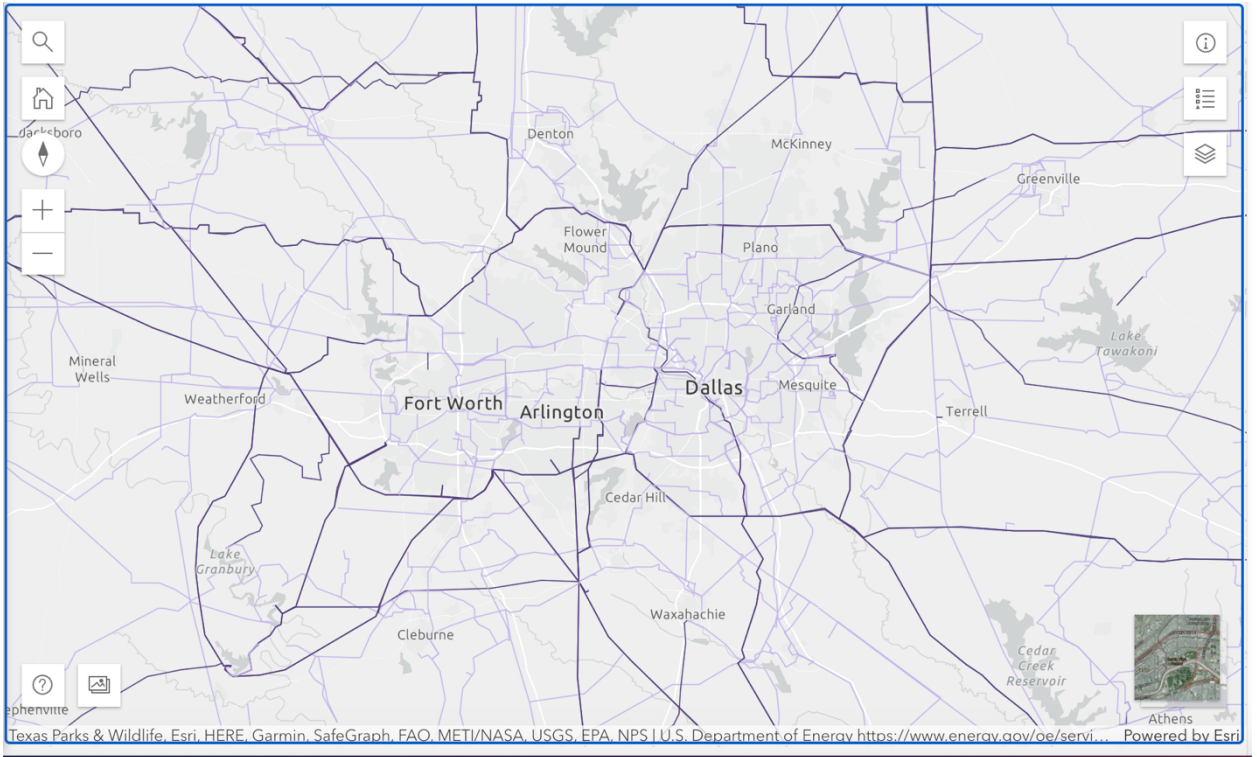 Jacksboro
Denton
McKinney
Greenville
Flower
Mound
Plano
Garland
Lake
Tawakoni
Mineral
Wells
Weatherford
Fort Worth
Arlington
Dallas
Mesquite
Terrell
Cedar Hill
Lake
Granbury
Waxahachie
Cleburne
Cedar
Creek
Reservoir
ephenville
Athens
Texas Parks & Wildlife, Esri, HERE, Garmin, SafeGraph, FAO, METI/NASA, USGS, EPA, NPS | U.S. Department of Energy https://www.energy.gov/oe/servi... Powered by Esri